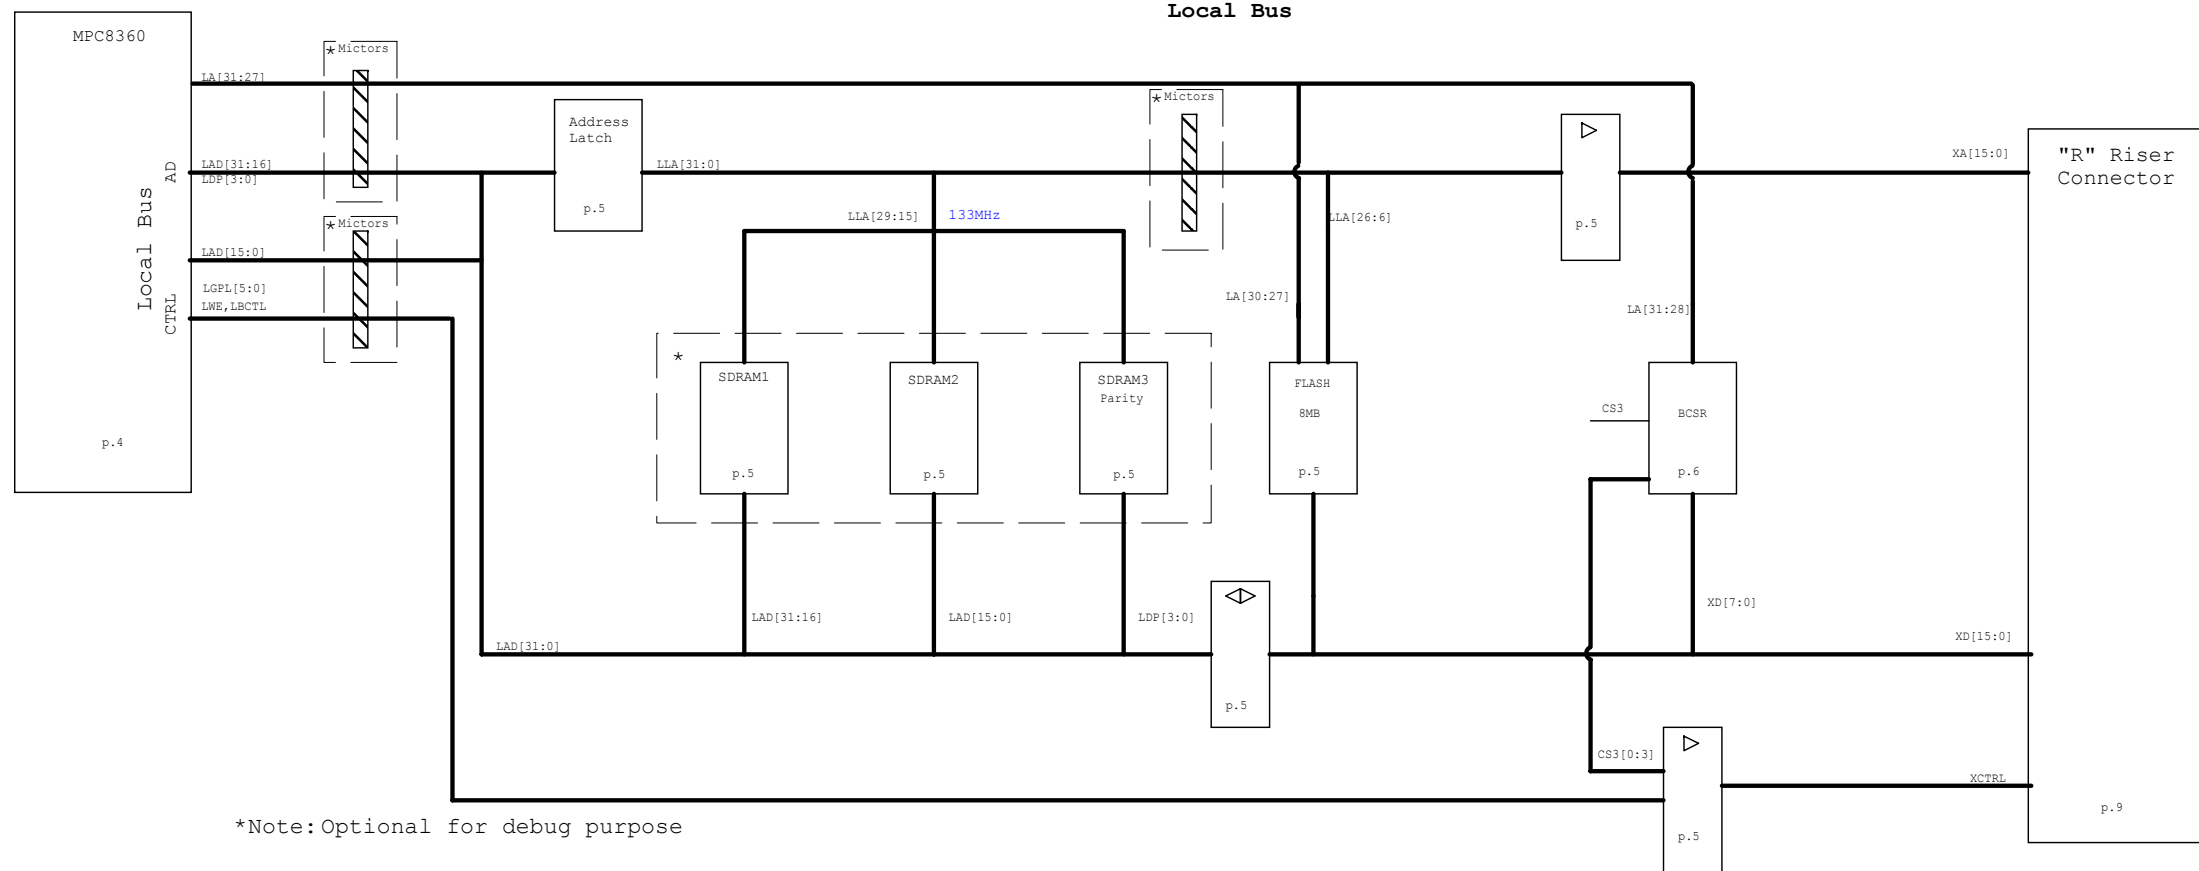 Local Bus
MPC8360
*Mictors
LA[31:27]
*Mictors
Address
Latch
LAD[31:16]
LDP[3:0]
AD
LLA[31:0]
XA[15:0]
"R" Riser
Connector
p.5
LLA[29:15]
133MHz
LLA[26:6]
p.5
*Mictors
Local Bus
LAD[15:0]
LGPL[5:0]
LWE,LBCTL
CTRL
LA[30:27]
LA[31:28]
*
SDRAM1
SDRAM2
SDRAM3
Parity
FLASH
8MB
CS3
BCSR
p.4
p.5
p.5
p.5
p.5
p.6
LAD[31:16]
LAD[15:0]
LDP[3:0]
XD[7:0]
LAD[31:0]
XD[15:0]
p.5
CS3[0:3]
XCTRL
p.9
*Note:Optional for debug purpose
p.5